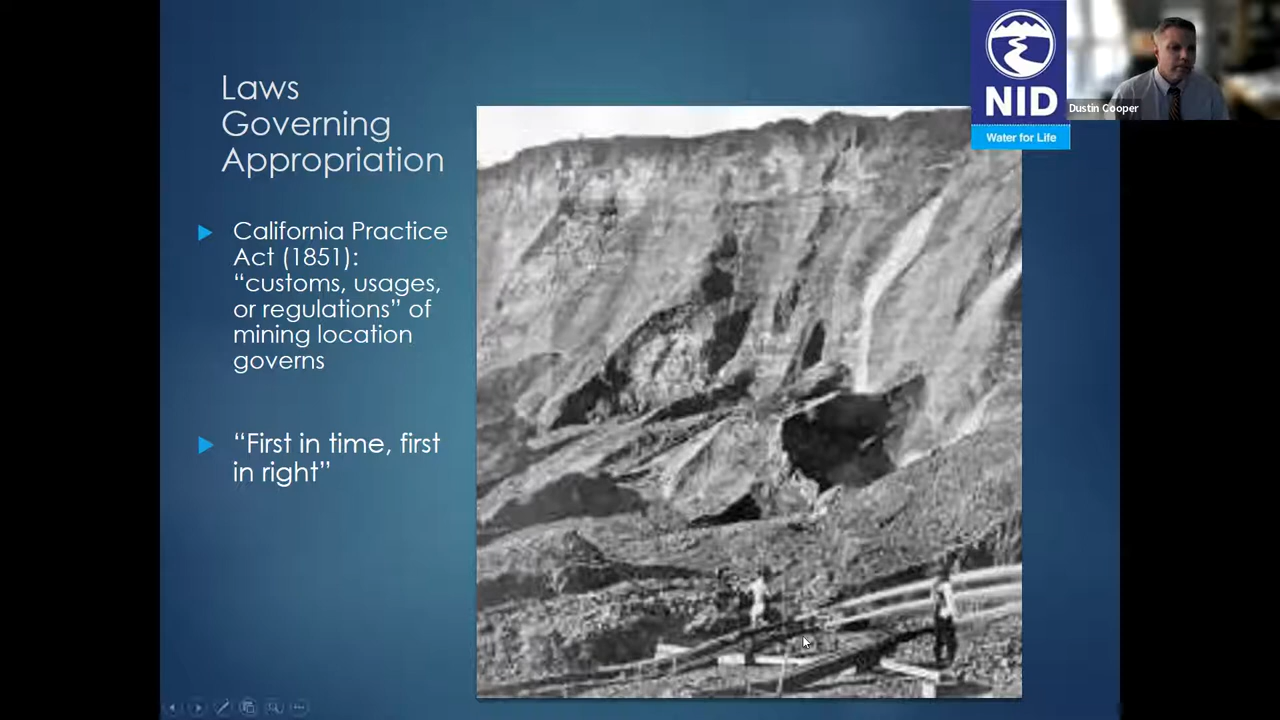 Laws
Governing
Appropriation
California Practice
Act (1851):
“customs, usages,
or regulations” of
mining location
governs
“First in time, first
in right”
NID
Water for Life
Dustin Cooper